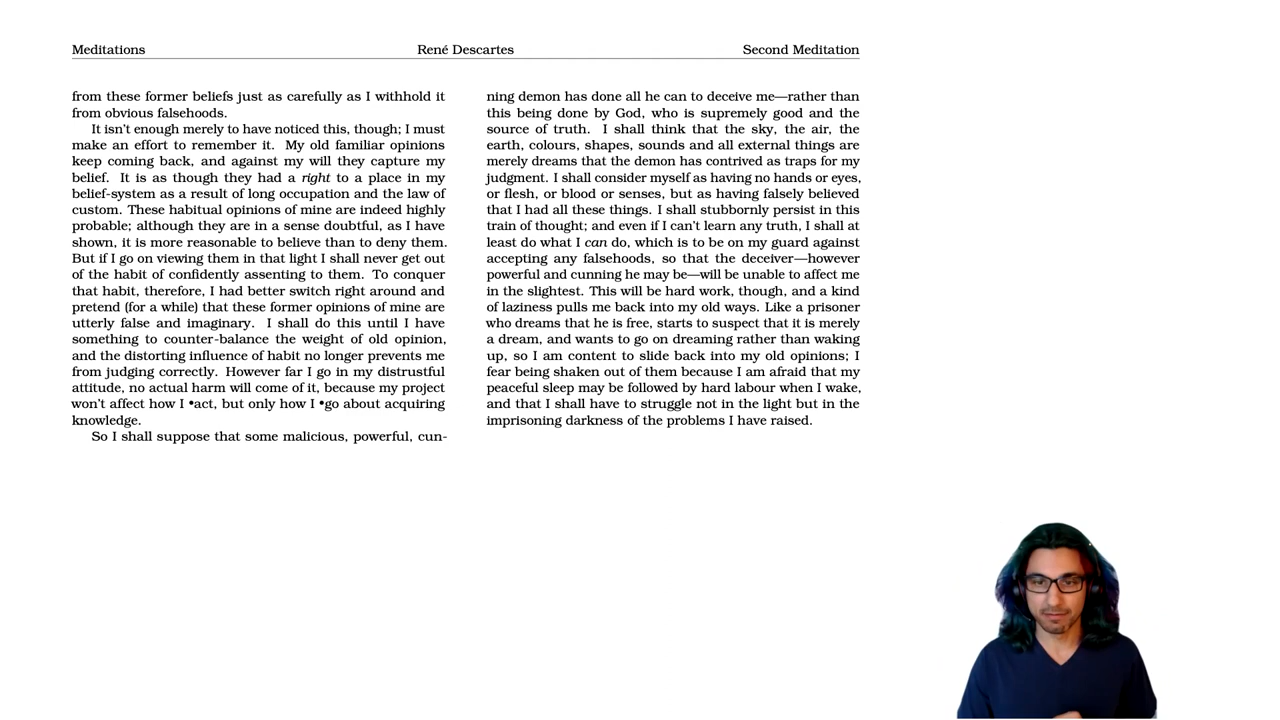 Meditations René Descartes Second Meditation
from these former beliefs just as carefully as I withhold it
from obvious falsehoods.
It isn't enough merely to have noticed this, though; I must
make an effort to remember it. My old familiar opinions
keep coming back, and against my will they capture my
belief. It is as though they had a right to a place in my
belief-system as a result of long occupation and the law of
custom. These habitual opinions of mine are indeed highly
probable; although they are in a sense doubtful, as I have
shown, it is more reasonable to believe than to deny them.
But if I go on viewing them in that light I shall never get out
of the habit of confidently assenting to them. To conquer
that habit, therefore, I had better switch right around and
pretend (for a while) that these former opinions of mine are
utterly false and imaginary. I shall do this until I have
something to counter-balance the weight of old opinion,
and the distorting influence of habit no longer prevents me
from judging correctly. However far I go in my distrustful
attitude, no actual harm will come of it, because my project
won't affect how I •act, but only how I •go about acquiring
knowledge.
So I shall suppose that some malicious, powerful, cun-
ning demon has done all he can to deceive me—rather than
this being done by God, who is supremely good and the
source of truth. I shall think that the sky, the air, the
earth, colours, shapes, sounds and all external things are
merely dreams that the demon has contrived as traps for my
judgment. I shall consider myself as having no hands or eyes,
or flesh, or blood or senses, but as having falsely believed
that I had all these things. I shall stubbornly persist in this
train of thought; and even if I can't learn any truth, I shall at
least do what I can do, which is to be on my guard against
accepting any falsehoods, so that the deceiver—however
powerful and cunning he may be—will be unable to affect me
in the slightest. This will be hard work, though, and a kind
of laziness pulls me back into my old ways. Like a prisoner
who dreams that he is free, starts to suspect that it is merely
a dream, and wants to go on dreaming rather than waking
up, so I am content to slide back into my old opinions; I
fear being shaken out of them because I am afraid that my
peaceful sleep may be followed by hard labour when I wake,
and that I shall have to struggle not in the light but in the
imprisoning darkness of the problems I have raised.